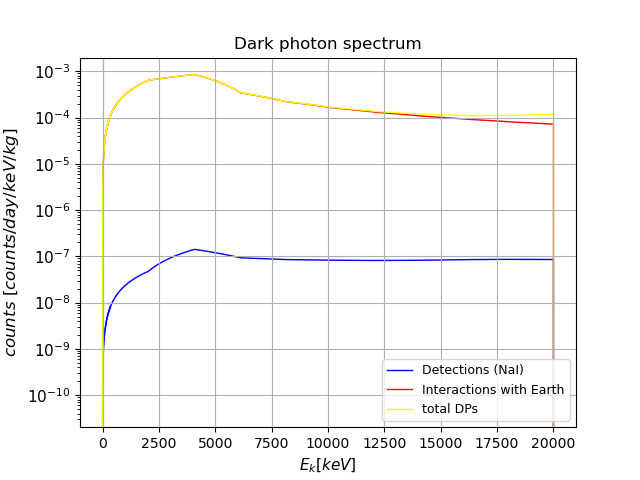 Dark photon spectrum
counts [counts/day/keV/kg]
10⁻³
10⁻⁴
10⁻⁵
10⁻⁶
10⁻⁷
10⁻⁸
10⁻⁹
10⁻¹⁰
Detections (NaI)
Interactions with Earth
total DPs
0 2500 5000 7500 10000 12500 15000 17500 20000
Eₖ[keV]